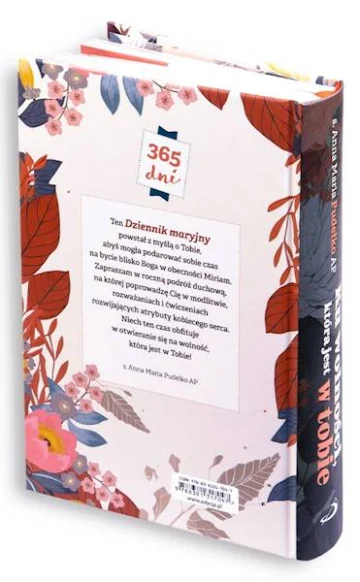 365
dni
Ten Dziennik maryjny
powstał z myślą o Tobie,
abyś mogła podarować sobie czas
na bycie blisko Boga w obecności Miriam.
Zapraszam w roczną podróż duchową,
na której poprowadzę Cię w modlitwie,
rozważaniach i ćwiczeniach
rozwijających atrybuty kobiecego serca.
Niech ten czas obfituje
w otwieranie się na wolność,
która jest w Tobie!
s. Anna Maria Pudełko AP
www.edycja.pl
s. Anna Maria Pudełko AP
Ku wolności,
która jest w tobie